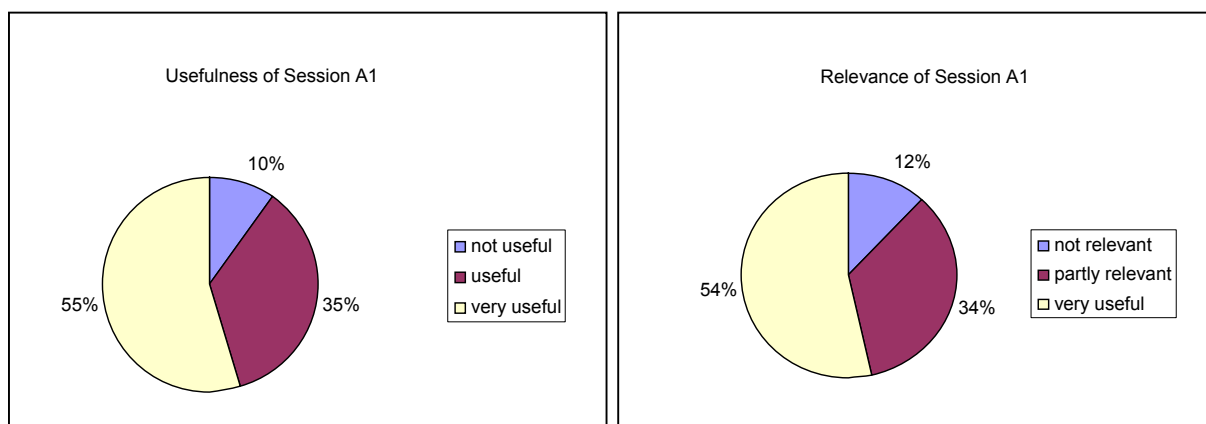 Usefulness of Session A1
10%
35%
55%
not useful
useful
very useful
Relevance of Session A1
12%
34%
54%
not relevant
partly relevant
very useful